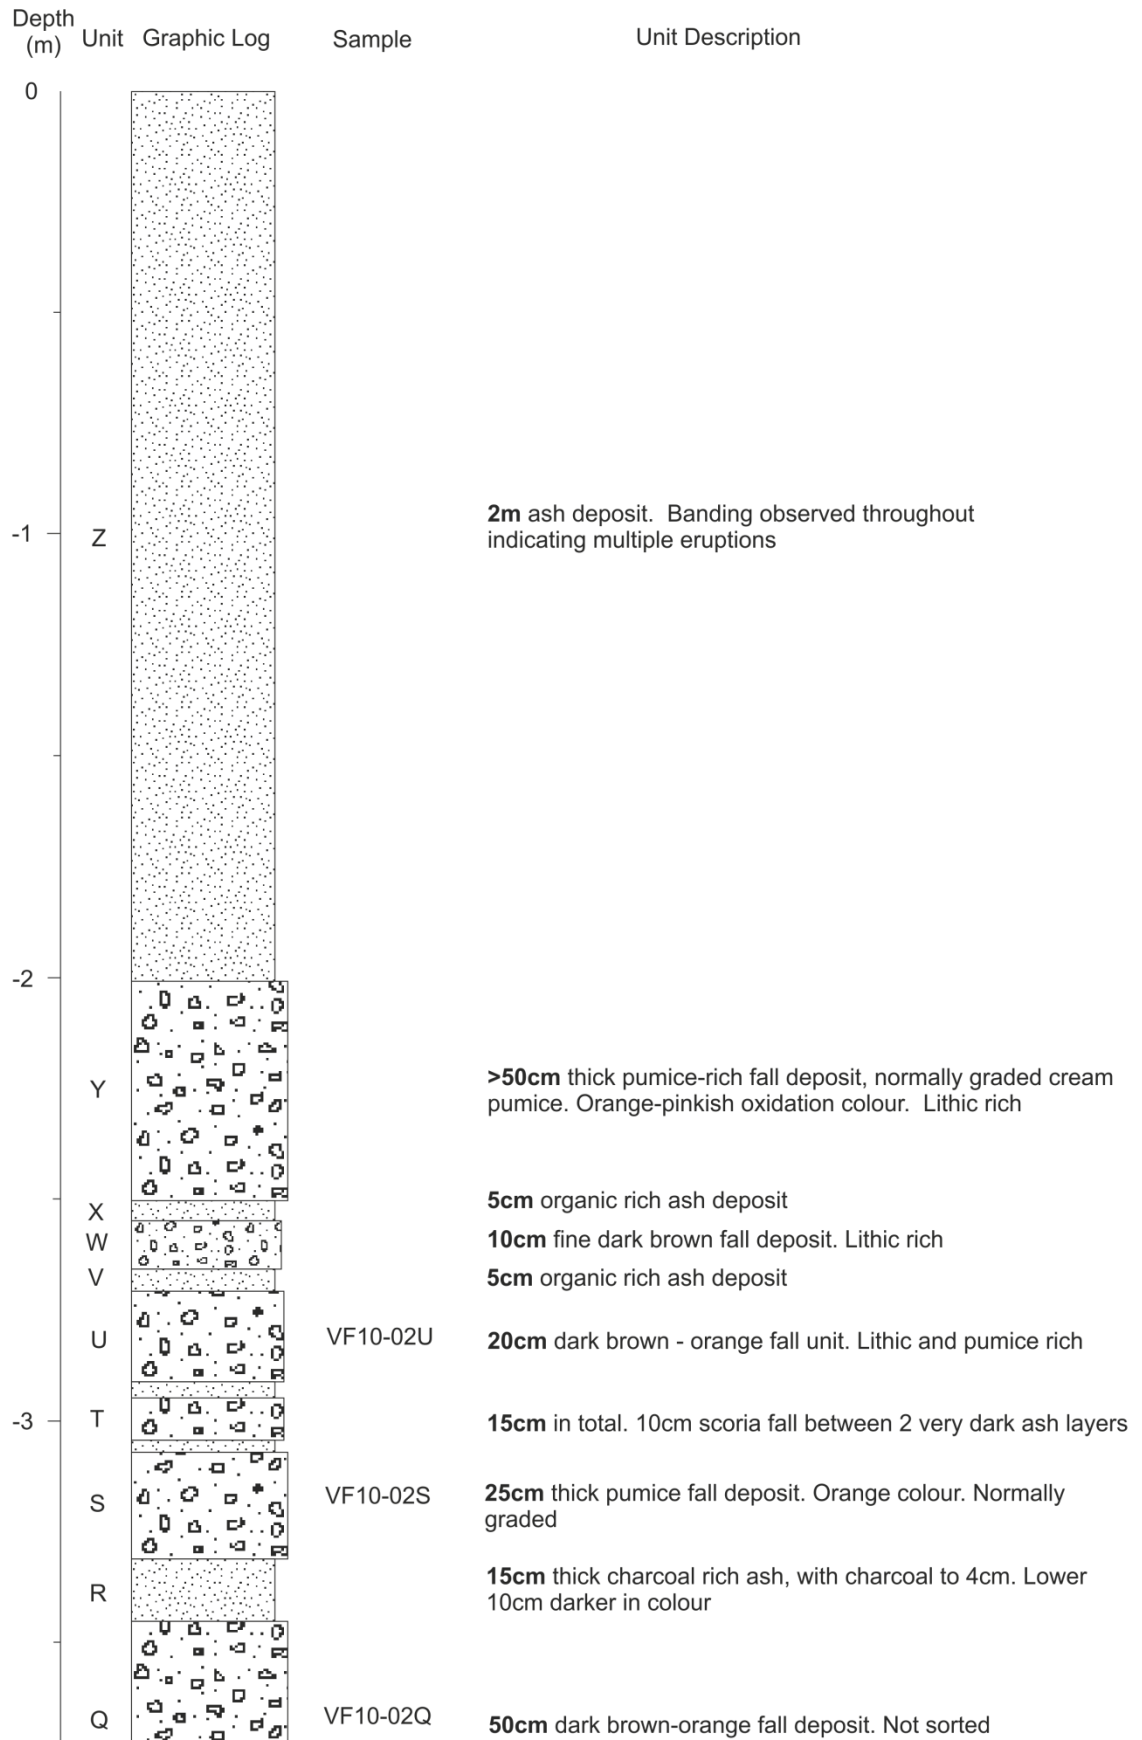 Depth
(m) Unit Graphic Log Sample Unit Description
0
-1 Z
2m ash deposit. Banding observed throughout
indicating multiple eruptions
-2
Y
>50cm thick pumice-rich fall deposit, normally graded cream
pumice. Orange-pinkish oxidation colour. Lithic rich
X 5cm organic rich ash deposit
W 10cm fine dark brown fall deposit. Lithic rich
V 5cm organic rich ash deposit
U VF10-02U 20cm dark brown - orange fall unit. Lithic and pumice rich
-3 T 15cm in total. 10cm scoria fall between 2 very dark ash layers
S VF10-02S 25cm thick pumice fall deposit. Orange colour. Normally
graded
R 15cm thick charcoal rich ash, with charcoal to 4cm. Lower
10cm darker in colour
Q VF10-02Q 50cm dark brown-orange fall deposit. Not sorted